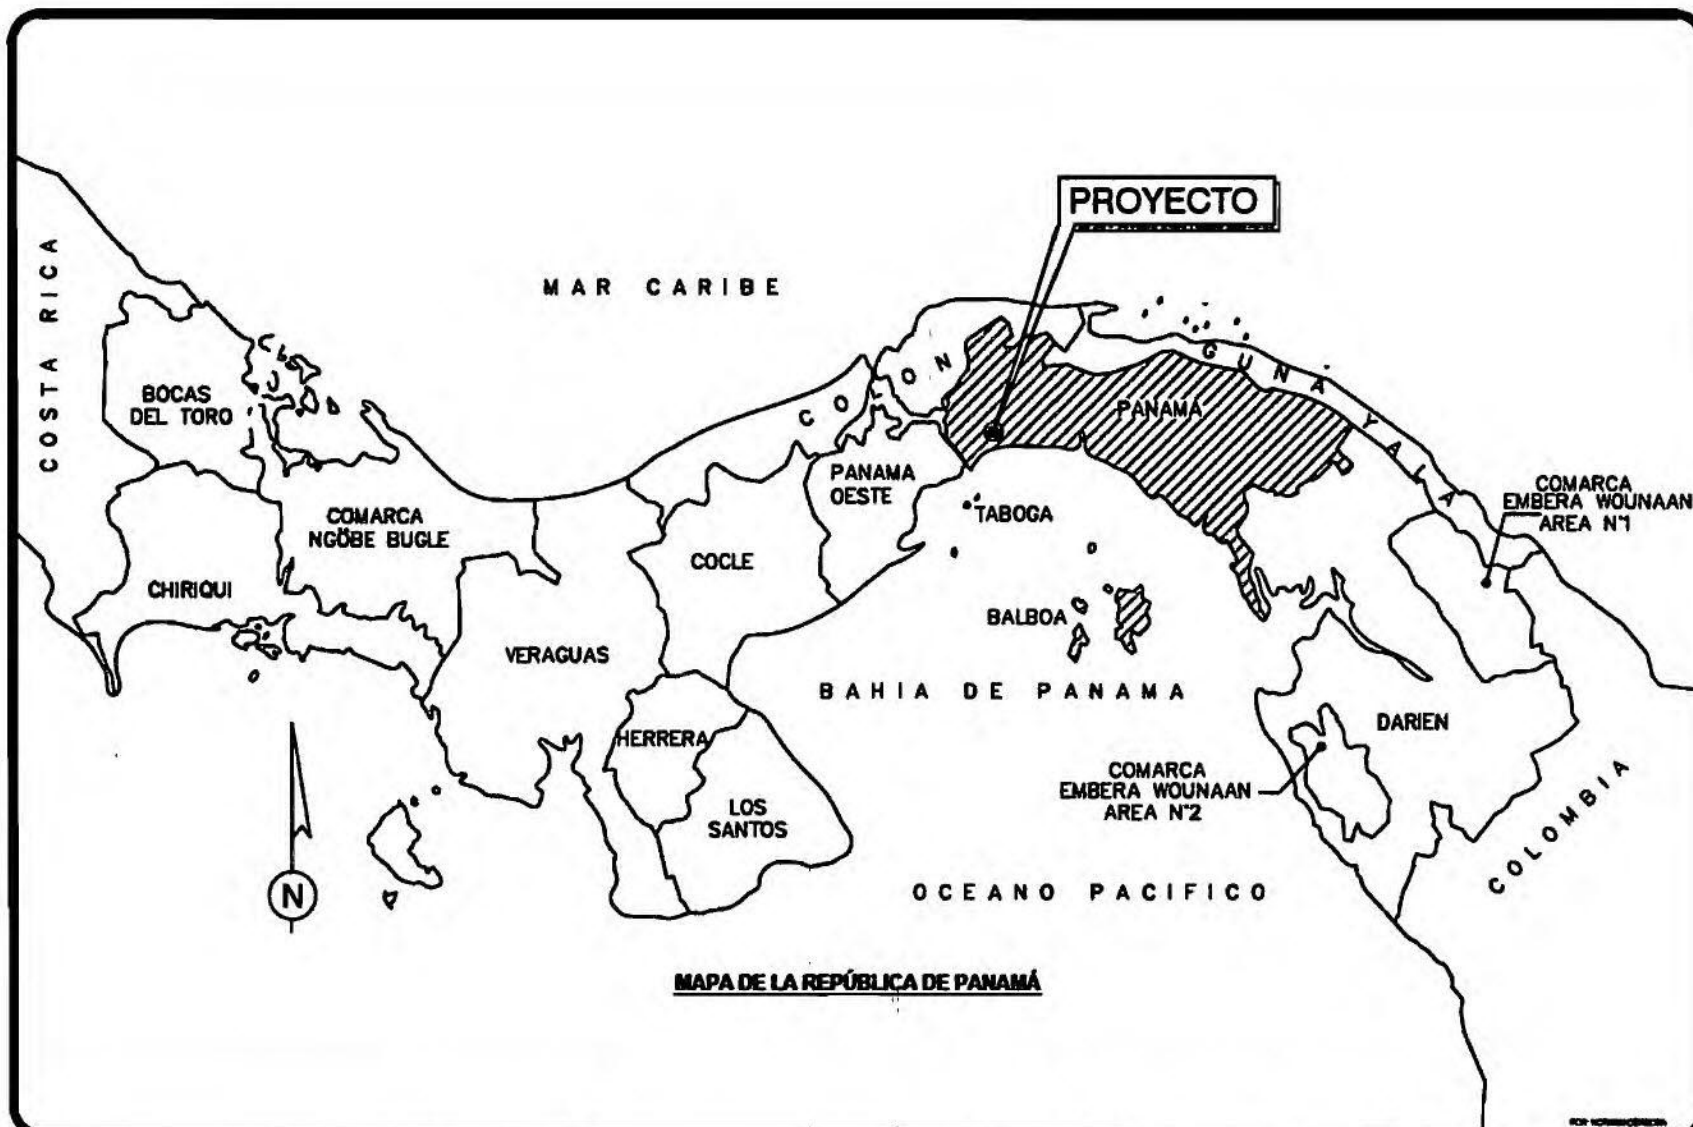 PROYECTO
MAR CARIBE
COSTA RICA
BOCAS
DEL TORO
COLON
GUNA YALA
PANAMA
PANAMA
OESTE
COMARCA
EMBERA WOUNAAN
AREA N°1
TABOGA
COMARCA
NGÖBE BUGLE
COCLE
CHIRIQUI
BALBOA
VERAGUAS
BAHIA DE PANAMA
HERRERA
DARIEN
COMARCA
EMBERA WOUNAAN
AREA N°2
LOS
SANTOS
COLOMBIA
N
OCEANO PACIFICO
MAPA DE LA REPÚBLICA DE PANAMÁ